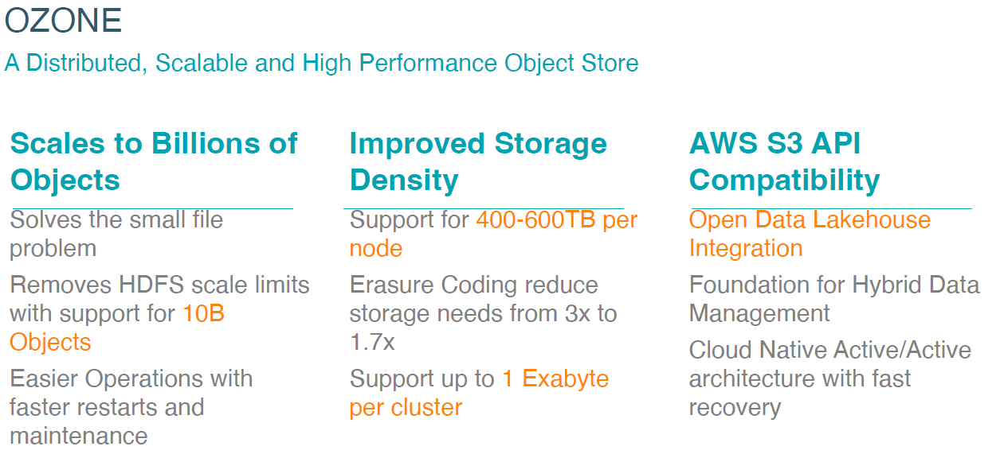 OZONE
A Distributed, Scalable and High Performance Object Store
Scales to Billions of
Objects
Solves the small file
problem
Removes HDFS scale limits
with support for 10B
Objects
Easier Operations with
faster restarts and
maintenance
Improved Storage
Density
Support for 400-600TB per
node
Erasure Coding reduce
storage needs from 3x to
1.7x
Support up to 1 Exabyte
per cluster
AWS S3 API
Compatibility
Open Data Lakehouse
Integration
Foundation for Hybrid Data
Management
Cloud Native Active/Active
architecture with fast
recovery